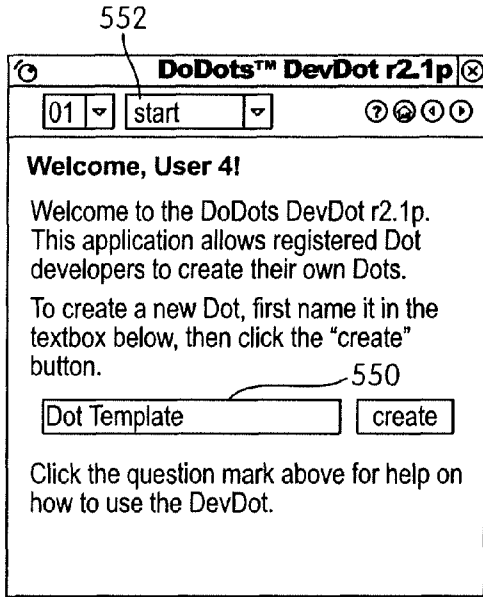 552
DoDots™ DevDot r2.1p
01 start
Welcome, User 4!
Welcome to the DoDots DevDot r2.1p.
This application allows registered Dot
developers to create their own Dots.
To create a new Dot, first name it in the
textbox below, then click the “create”
button.
550
Dot Template create
Click the question mark above for help on
how to use the DevDot.